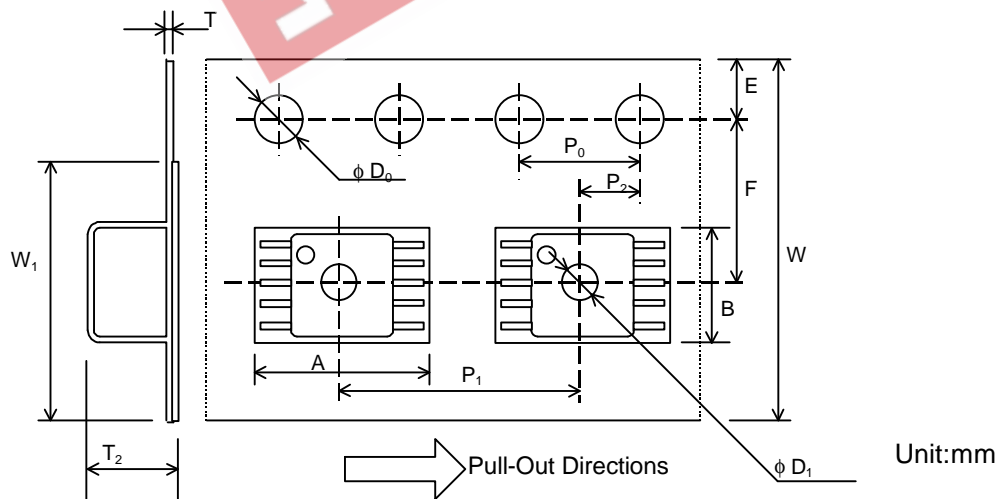 T
E
P₀
φ D₀
P₂
F
W₁
W
B
A
P₁
T₂
Pull-Out Directions
φ D₁
Unit:mm